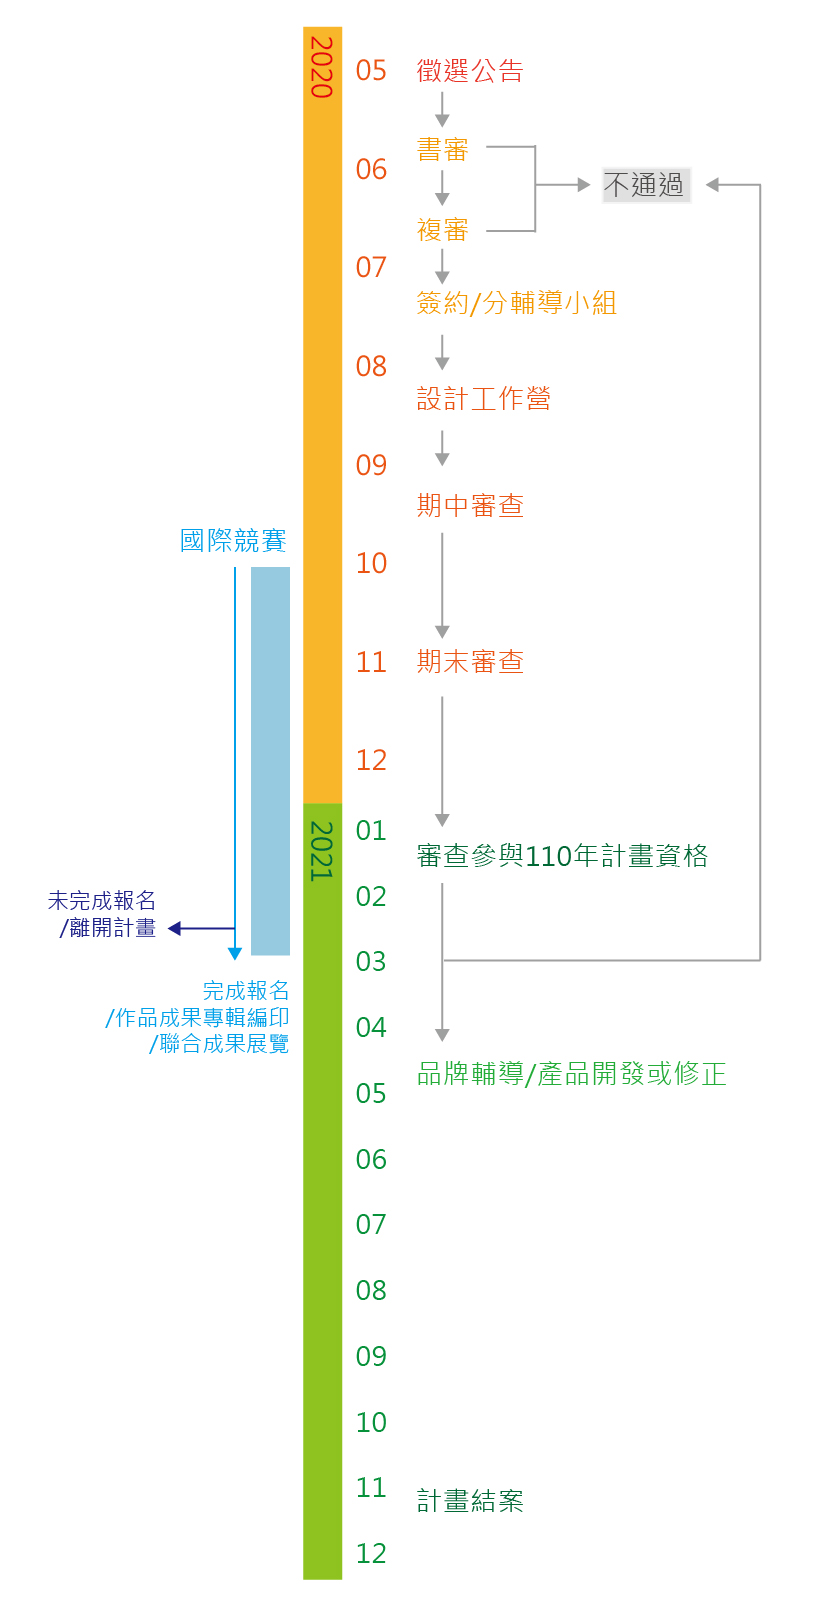 2020
05 徵選公告
書審
06
不通過
複審
07
簽約/分輔導小組
08
設計工作營
09
期中審查
國際競賽
10
11 期末審查
12
2021
01
審查參與110年計畫資格
02
未完成報名
/離開計畫
03
完成報名
/作品成果專輯編印
/聯合成果展覽
04
品牌輔導/產品開發或修正
05
06
07
08
09
10
11 計畫結案
12